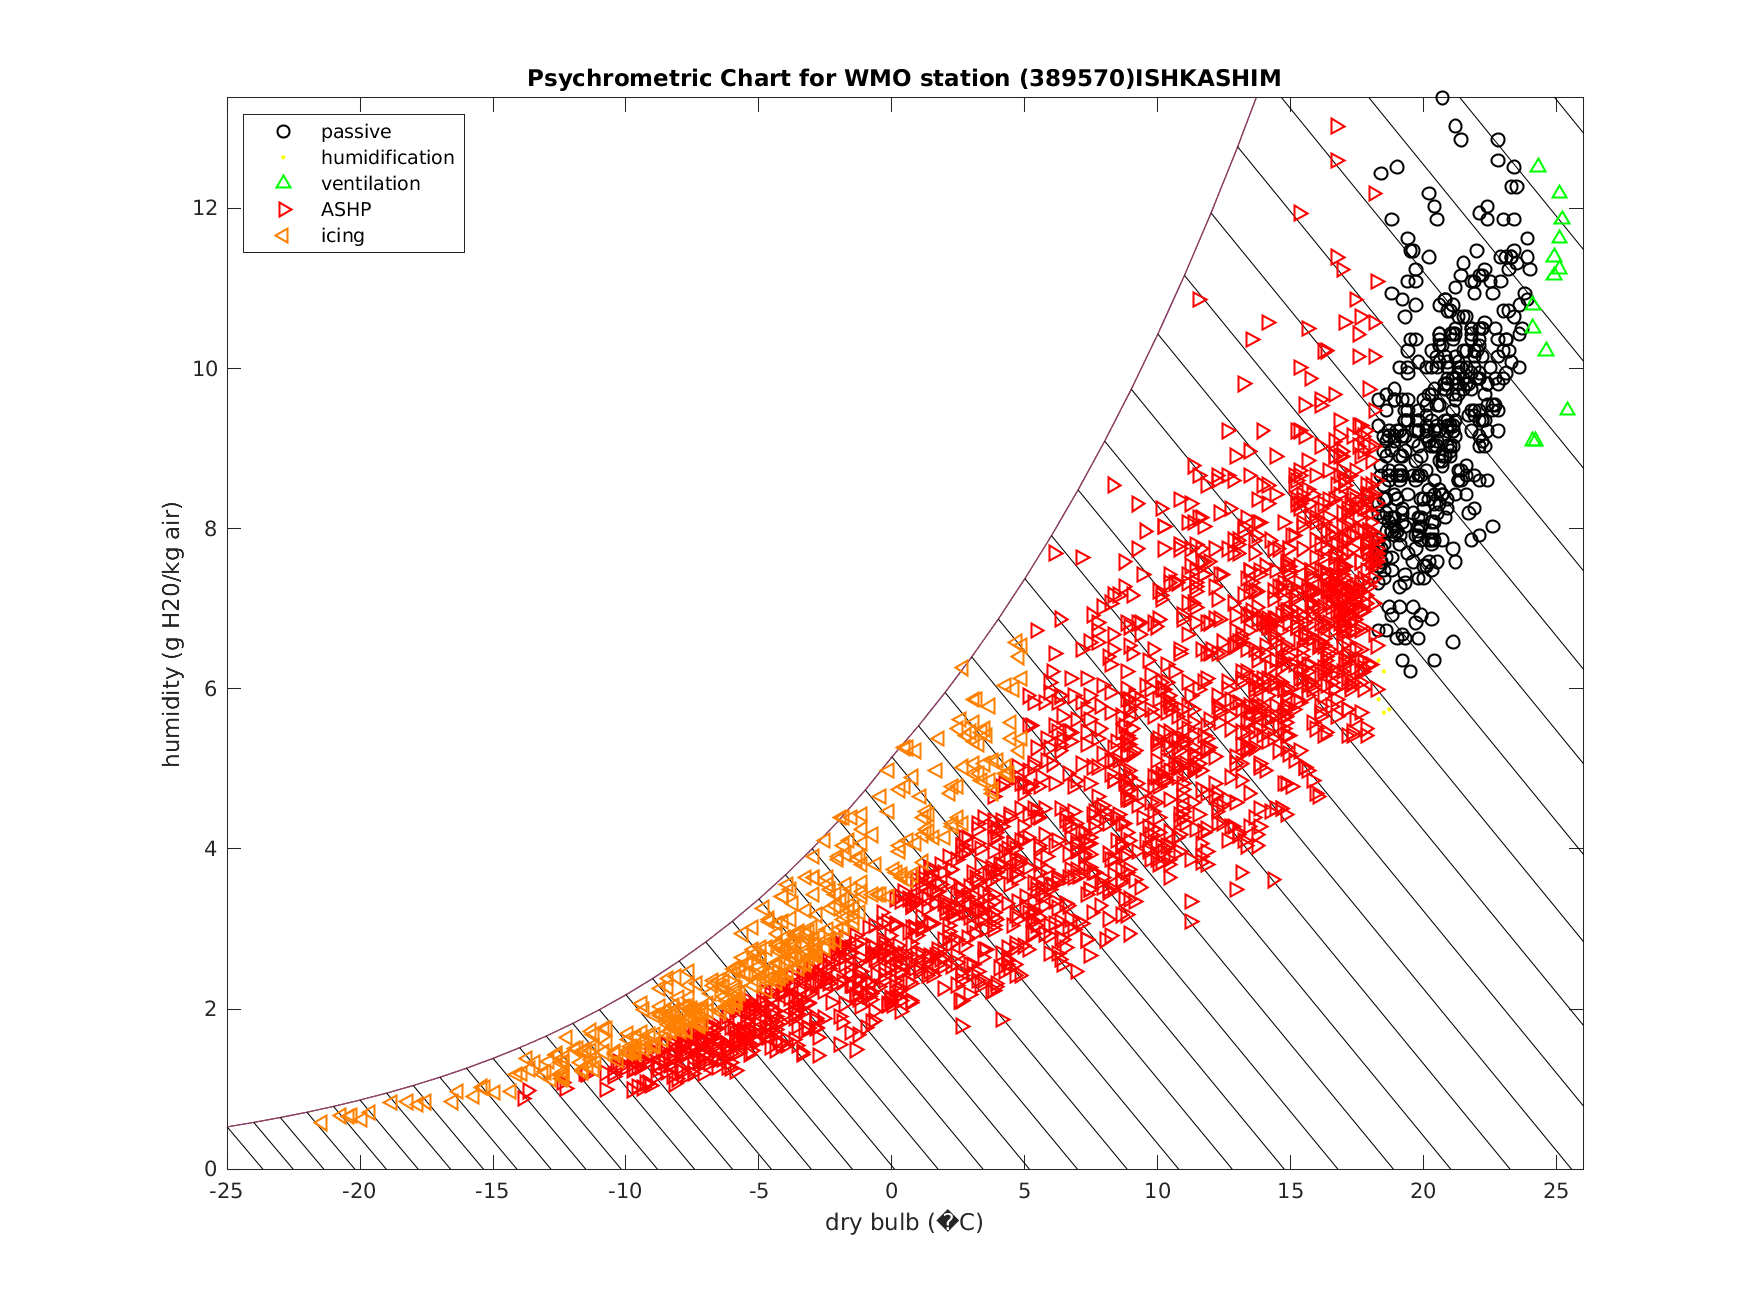 Psychrometric Chart for WMO station (389570)ISHKASHIM
passive
humidification
ventilation
ASHP
icing
humidity (g H20/kg air)
12
10
8
6
4
2
0
-25 -20 -15 -10 -5 0 5 10 15 20 25
dry bulb (�C)